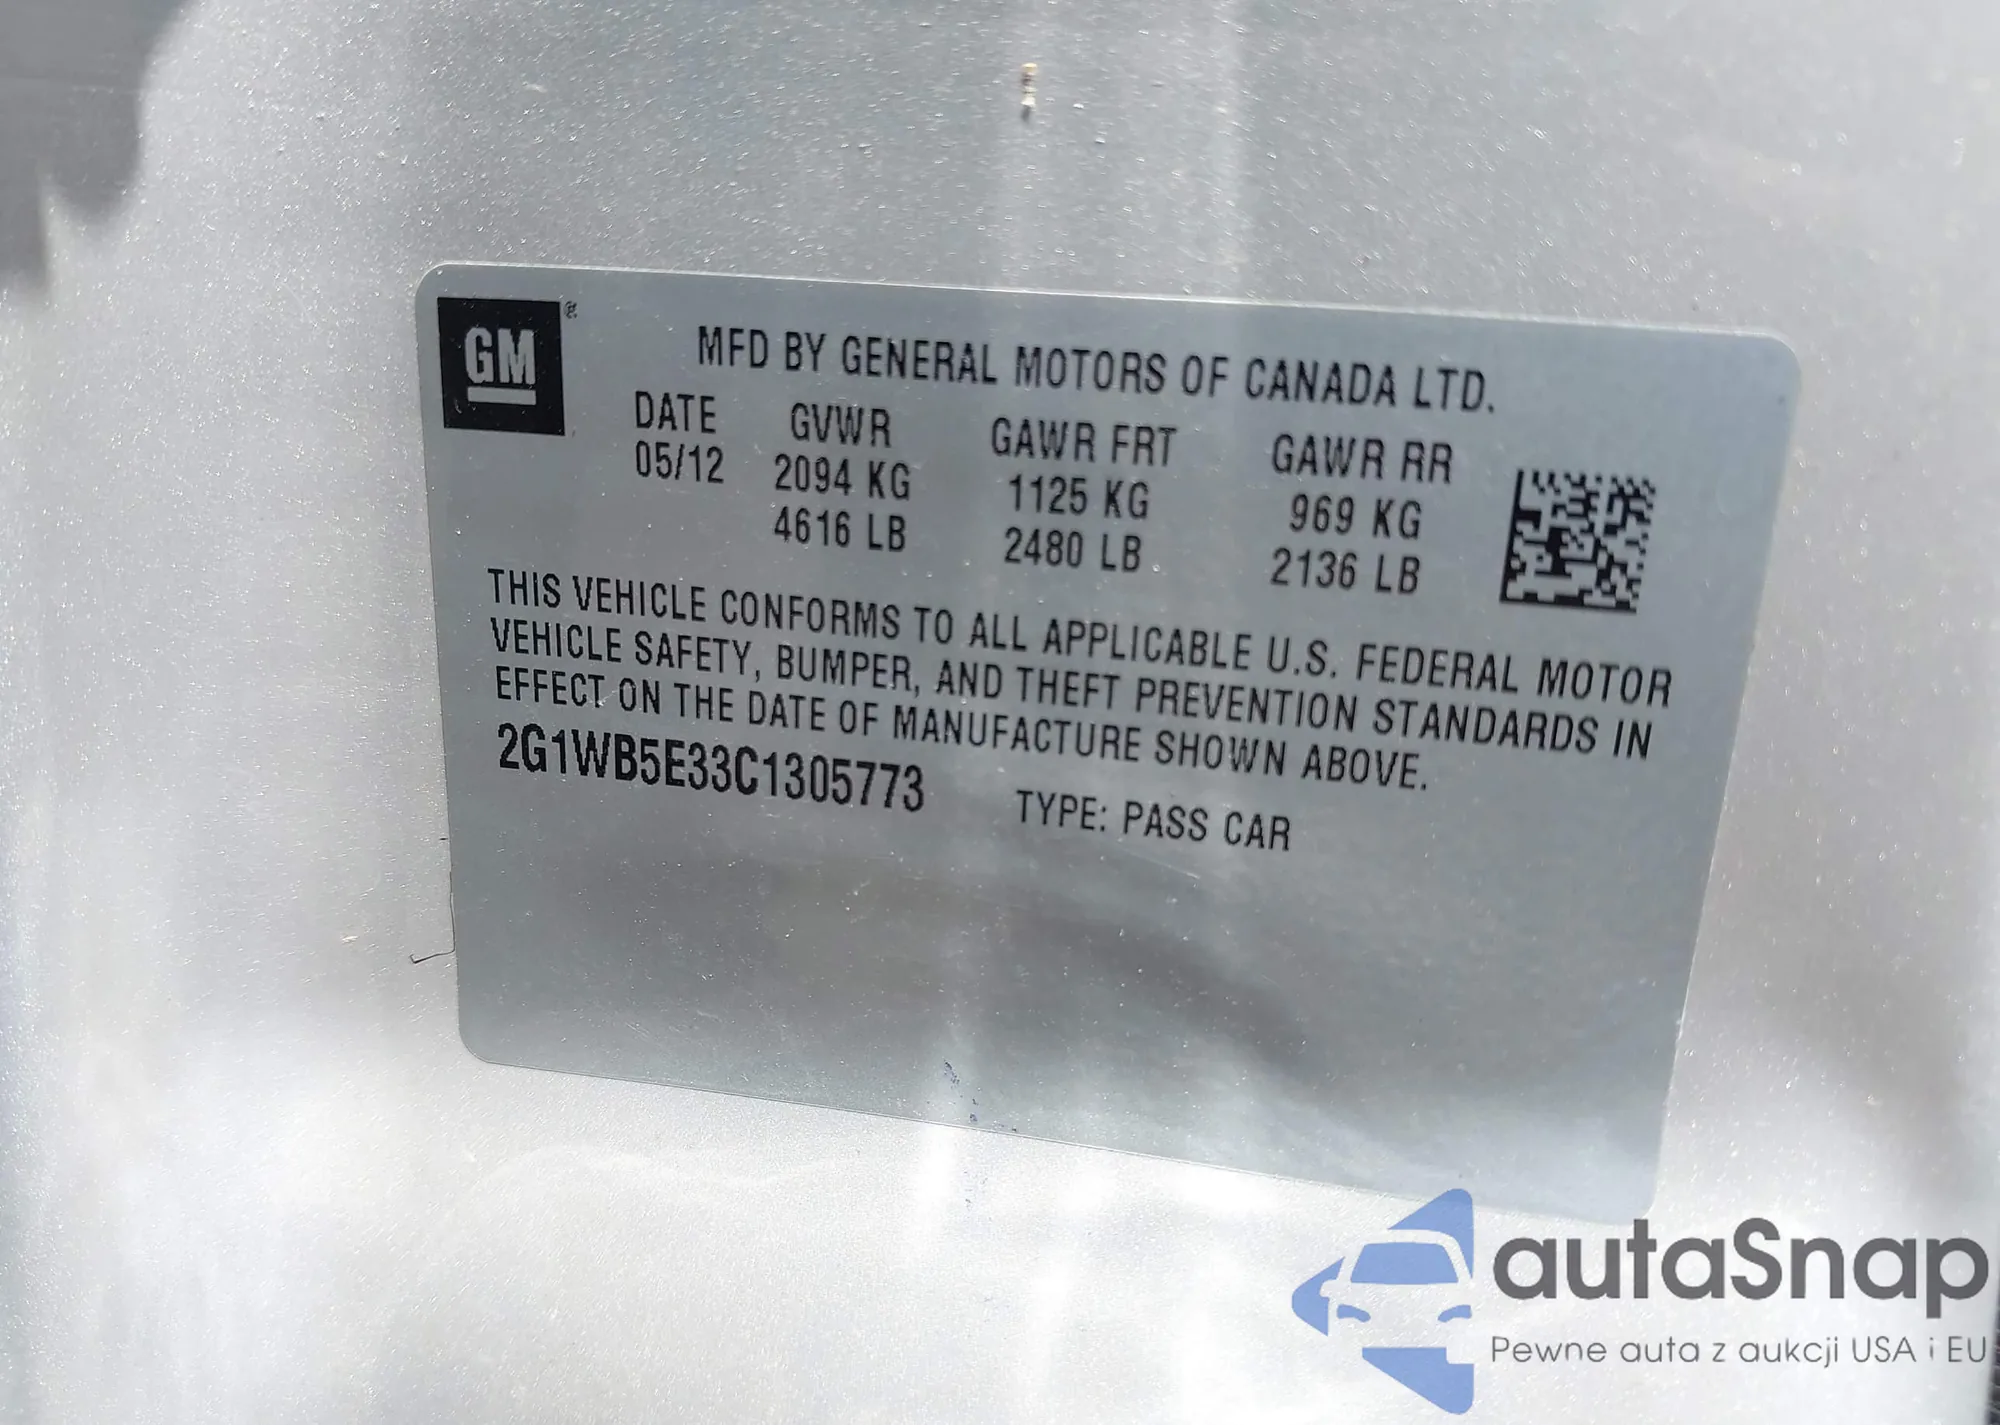 GM
MFD BY GENERAL MOTORS OF CANADA LTD.
DATE GVWR GAWR FRT GAWR RR
05/12 2094 KG 1125 KG 969 KG
4616 LB 2480 LB 2136 LB
THIS VEHICLE CONFORMS TO ALL APPLICABLE U.S. FEDERAL MOTOR
VEHICLE SAFETY, BUMPER, AND THEFT PREVENTION STANDARDS IN
EFFECT ON THE DATE OF MANUFACTURE SHOWN ABOVE.
2G1WB5E33C1305773 TYPE: PASS CAR
autaSnap
Pewne auta z aukcji USA i EU